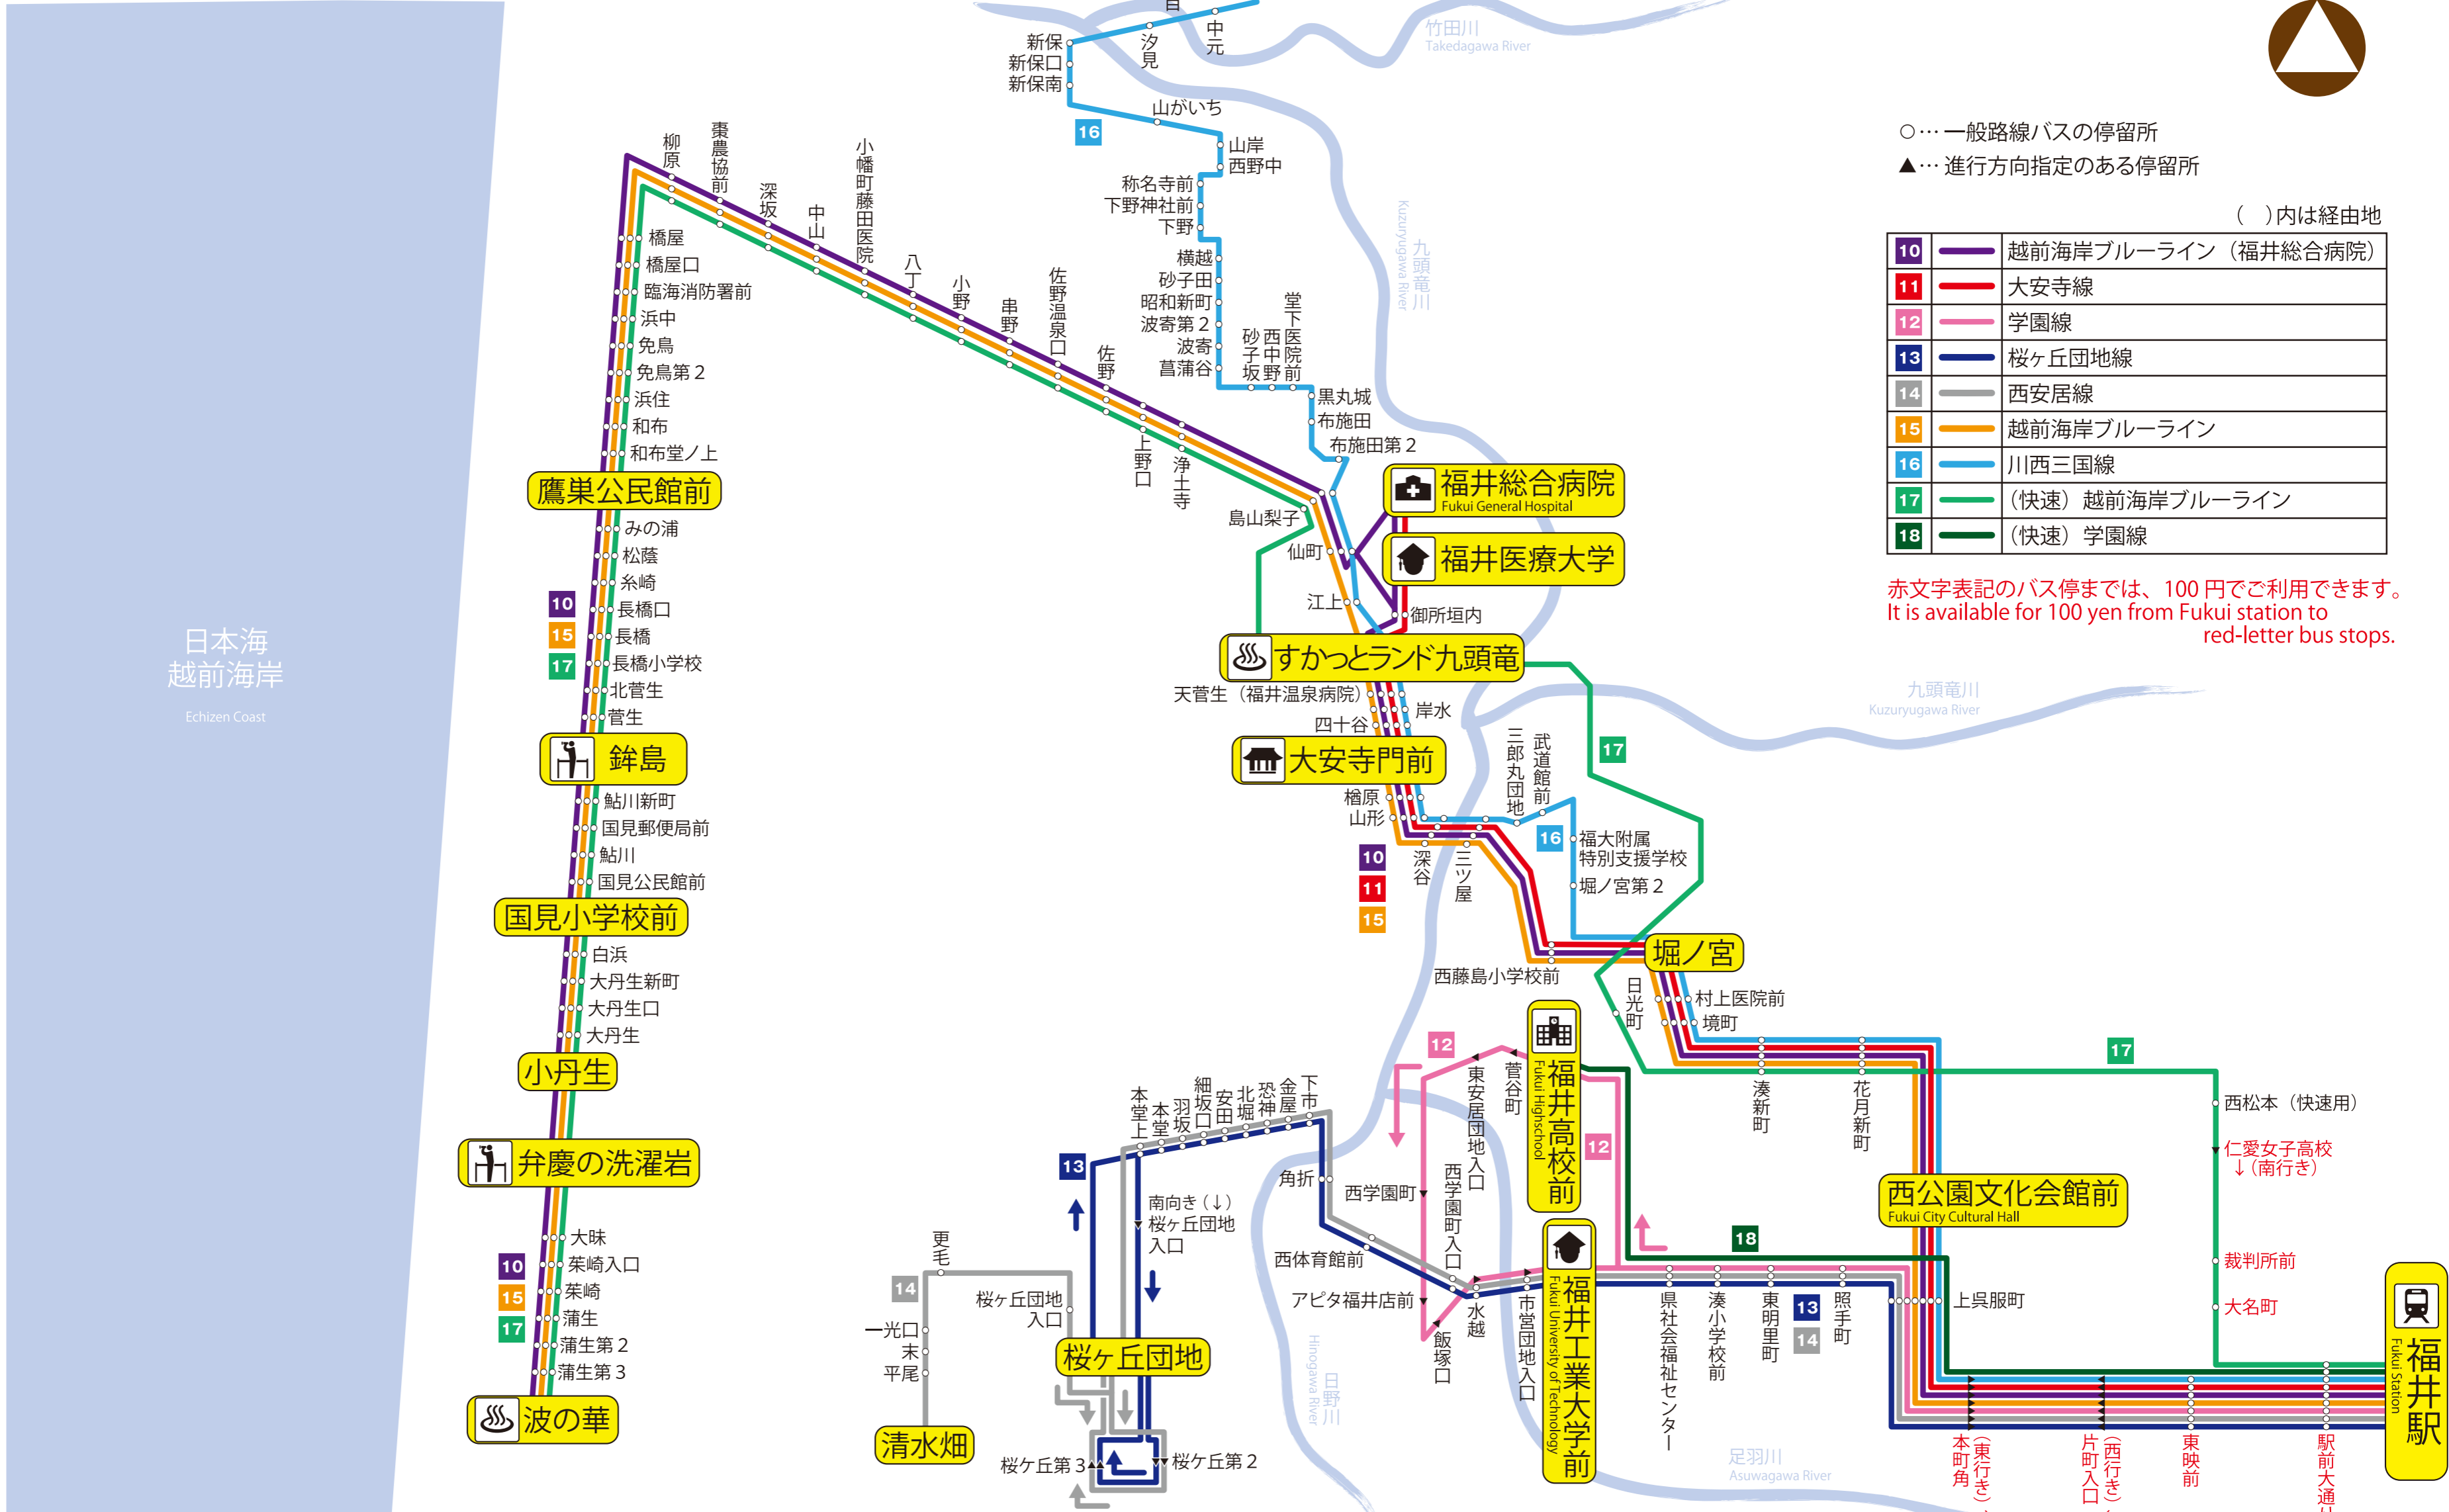 中元
汐見
新保
新保口
新保南
16
山がいち
山岸
西野中
称名寺前
下野神社前
下野
横越
砂子田
昭和新町
波寄第2
波寄
菖蒲谷
砂子坂
西中野
堂下医院前
黒丸城
布施田
布施田第2
竹田川
Takedagawa River
九頭竜川
Kuzuryugawa River
○… 一般路線バスの停留所
▲… 進行方向指定のある停留所
(　)内は経由地
10 越前海岸ブルーライン（福井総合病院）
11 大安寺線
12 学園線
13 桜ヶ丘団地線
14 西安居線
15 越前海岸ブルーライン
16 川西三国線
17 （快速）越前海岸ブルーライン
18 （快速）学園線
赤文字表記のバス停までは、100円でご利用できます。
It is available for 100 yen from Fukui station to
red-letter bus stops.
柳原
棗農協前
深坂
中山
小幡町藤田医院
八丁
小野
串野
佐野温泉口
佐野
上野口
浄土寺
島山梨子
仙町
江上
御所垣内
福井総合病院
Fukui General Hospital
福井医療大学
すかっとランド九頭竜
橋屋
橋屋口
臨海消防署前
浜中
免鳥
免鳥第2
浜住
和布
和布堂ノ上
鷹巣公民館前
みの浦
松蔭
糸崎
長橋口
長橋
長橋小学校
北菅生
菅生
10
15
17
日本海
越前海岸
Echizen Coast
鉾島
鮎川新町
国見郵便局前
鮎川
国見公民館前
国見小学校前
白浜
大丹生新町
大丹生口
大丹生
小丹生
弁慶の洗濯岩
大味
茱崎入口
茱崎
蒲生
蒲生第2
蒲生第3
10
15
17
波の華
天菅生（福井温泉病院）
岸水
四十谷
大安寺門前
楢原
山形
10
11
15
深谷
三ツ屋
三郎丸団地
武道館前
16
福大附属
特別支援学校
堀ノ宮第2
17
九頭竜川
Kuzuryugawa River
西藤島小学校前
堀ノ宮
日光町
村上医院前
境町
湊新町
花月新町
17
西松本（快速用）
仁愛女子高校
↓（南行き）
裁判所前
大名町
西公園文化会館前
Fukui City Cultural Hall
上呉服町
福井高校前
Fukui Highschool
12
12
菅谷町
東安居団地入口
西学園町
西学園町入口
アピタ福井店前
飯塚口
水越
市営団地入口
福井工業大学前
Fukui University of Technology
18
県社会福祉センター
湊小学校前
東明里町
照手町
13
14
本堂上
本堂
羽坂
細坂口
安田
北堀
恐神
金屋
下市
角折
西体育館前
13
南向き（↓）
桜ヶ丘団地
入口
更毛
14
桜ヶ丘団地
入口
一光口
末
平尾
清水畑
桜ヶ丘団地
桜ケ丘第3
桜ケ丘第2
日野川
Hinogawa River
足羽川
Asuwagawa River
本町角
（東行き）
片町入口
（西行き）
東映前
駅前大通り
福井駅
Fukui Station